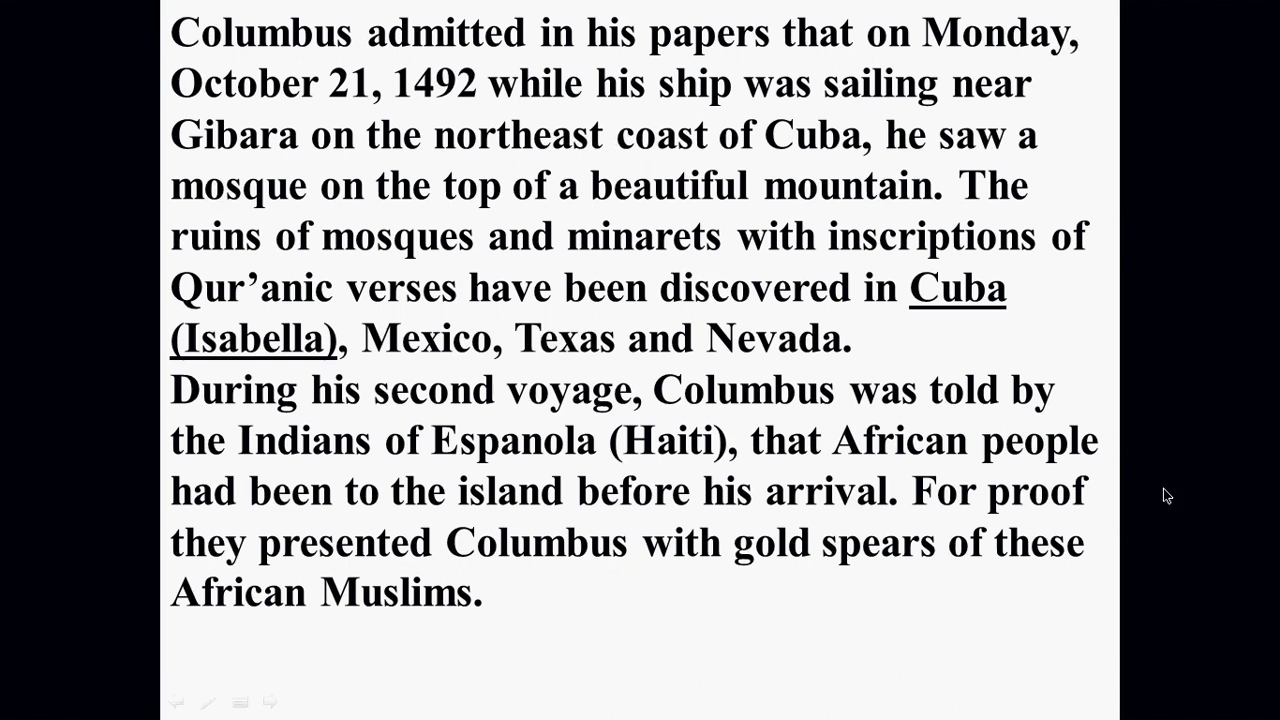 Columbus admitted in his papers that on Monday,
October 21, 1492 while his ship was sailing near
Gibara on the northeast coast of Cuba, he saw a
mosque on the top of a beautiful mountain. The
ruins of mosques and minarets with inscriptions of
Qur’anic verses have been discovered in Cuba
(Isabella), Mexico, Texas and Nevada.
During his second voyage, Columbus was told by
the Indians of Espanola (Haiti), that African people
had been to the island before his arrival. For proof
they presented Columbus with gold spears of these
African Muslims.